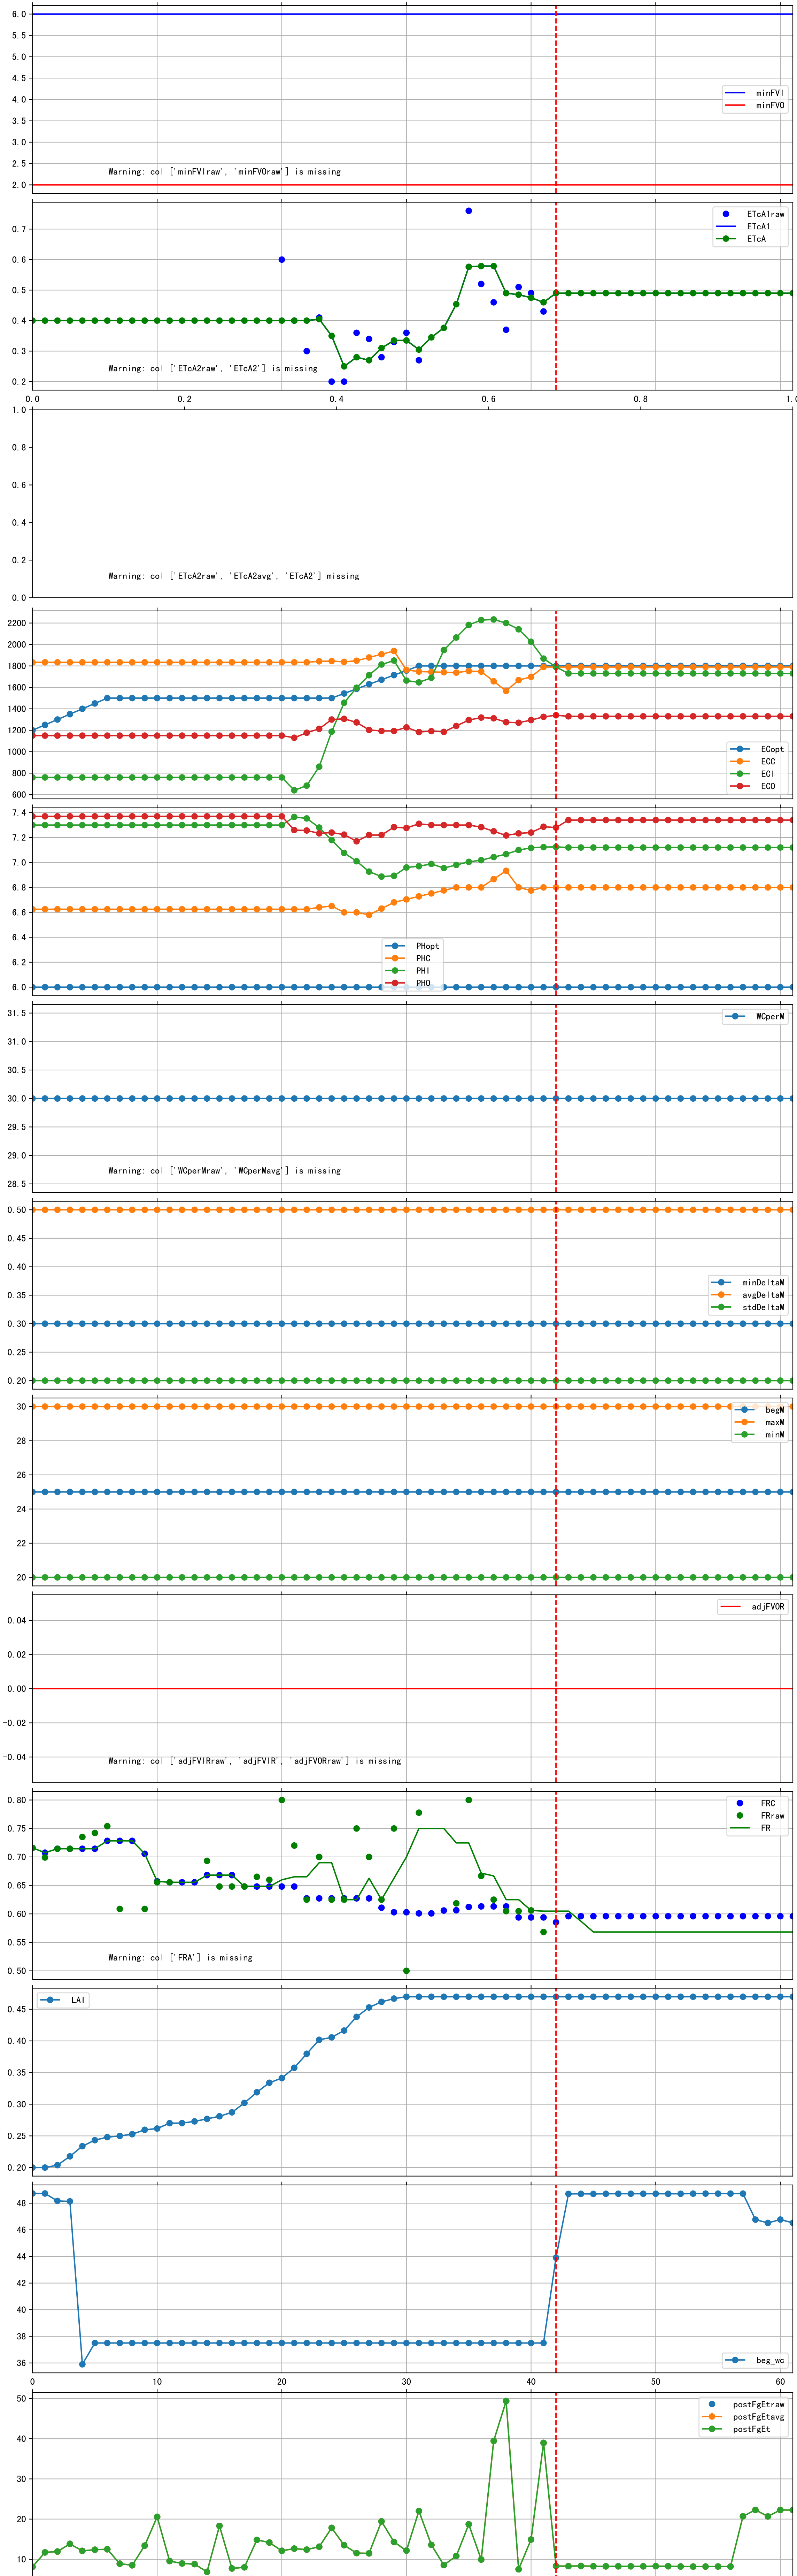 6.0
5.5
5.0
4.5
4.0
3.5
3.0
2.5
2.0
minFVI
minFVO
Warning: col ['minFVIraw', 'minFVOraw'] is missing
0.7
0.6
0.5
0.4
0.3
0.2
ETcA1raw
ETcA1
ETcA
Warning: col ['ETcA2raw', 'ETcA2'] is missing
0.0 0.2 0.4 0.6 0.8 1.0
1.0
0.8
0.6
0.4
0.2
0.0
Warning: col ['ETcA2raw', 'ETcA2avg', 'ETcA2'] missing
2200
2000
1800
1600
1400
1200
1000
800
600
ECopt
ECC
ECI
ECO
7.4
7.2
7.0
6.8
6.6
6.4
6.2
6.0
PHopt
PHC
PHI
PHO
31.5
31.0
30.5
30.0
29.5
29.0
28.5
WCperM
Warning: col ['WCperMraw', 'WCperMavg'] is missing
0.50
0.45
0.40
0.35
0.30
0.25
0.20
minDeltaM
avgDeltaM
stdDeltaM
30
28
26
24
22
20
begM
maxM
minM
0.04
0.02
0.00
-0.02
-0.04
adjFVOR
Warning: col ['adjFVIRraw', 'adjFVIR', 'adjFVORraw'] is missing
0.80
0.75
0.70
0.65
0.60
0.55
0.50
FRC
FRraw
FR
Warning: col ['FRA'] is missing
0.45
0.40
0.35
0.30
0.25
0.20
LAI
48
46
44
42
40
38
36
beg_wc
0 10 20 30 40 50 60
50
40
30
20
10
postFgEtraw
postFgEtavg
postFgEt